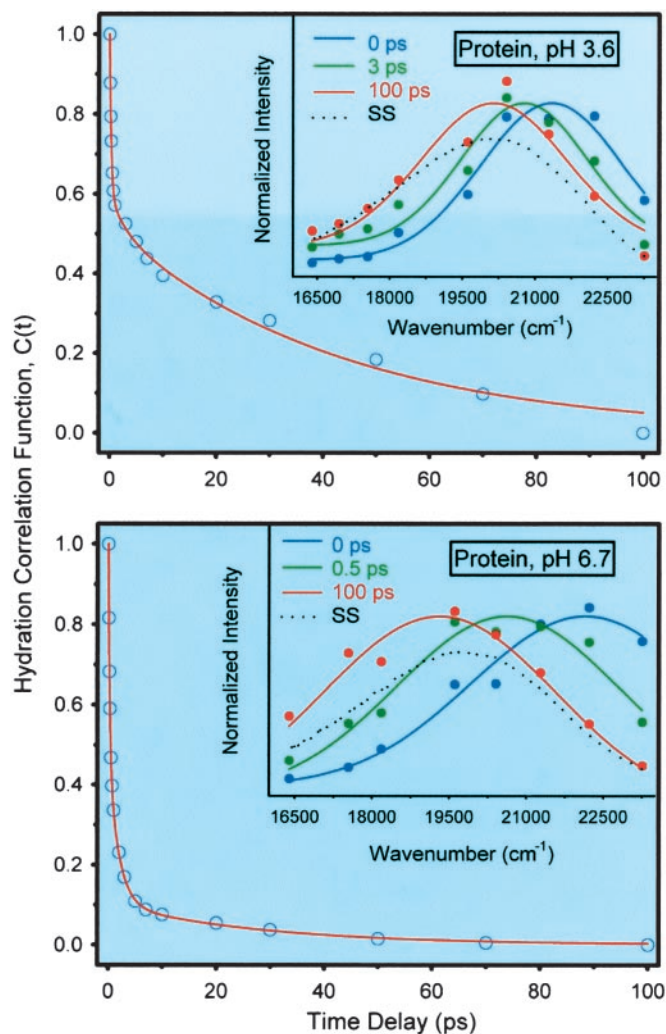 Hydration Correlation Function, C(t)
1.0
0.8
0.6
0.4
0.2
0.0
0 20 40 60 80 100
0 ps
3 ps
100 ps
SS
Protein, pH 3.6
Normalized Intensity
16500 18000 19500 21000 22500
Wavenumber (cm⁻¹)
1.0
0.8
0.6
0.4
0.2
0.0
0 20 40 60 80 100
Time Delay (ps)
0 ps
0.5 ps
100 ps
SS
Protein, pH 6.7
Normalized Intensity
16500 18000 19500 21000 22500
Wavenumber (cm⁻¹)